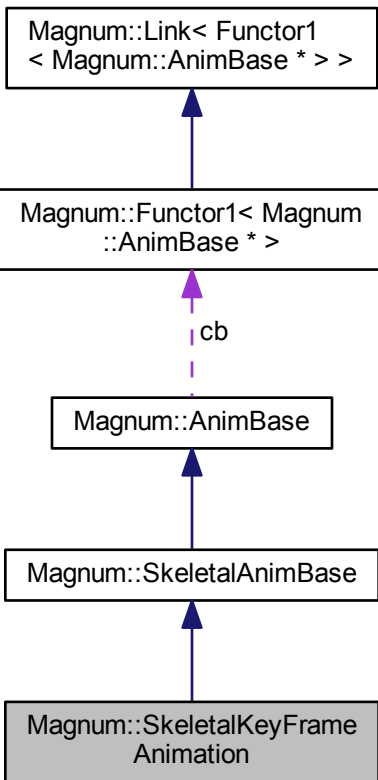 Magnum::Link< Functor1
< Magnum::AnimBase * > >
Magnum::Functor1< Magnum
::AnimBase * >
cb
Magnum::AnimBase
Magnum::SkeletalAnimBase
Magnum::SkeletalKeyFrame
Animation